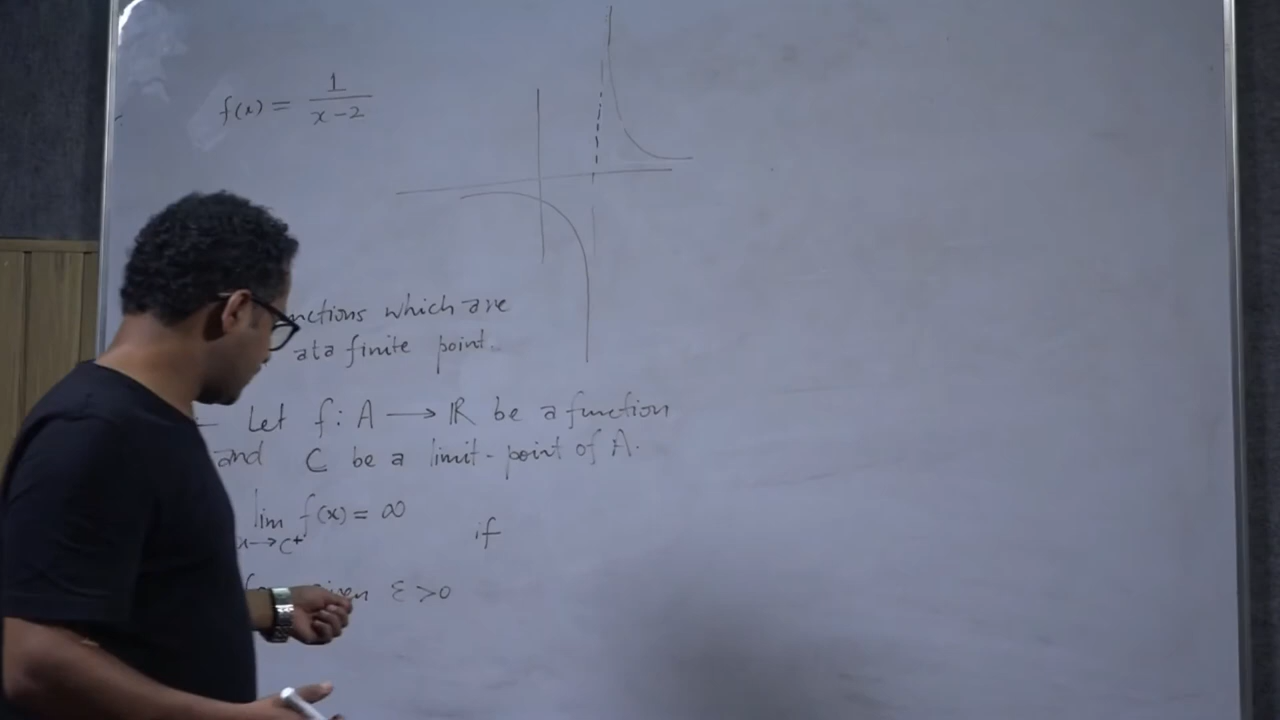 f(x) = 1/(x-2)
nctions which are
at a finite point.
Let f: A → ℝ be a function
and C be a limit-point of A.
lim f(x) = ∞ if
x→C⁺
given ε>0